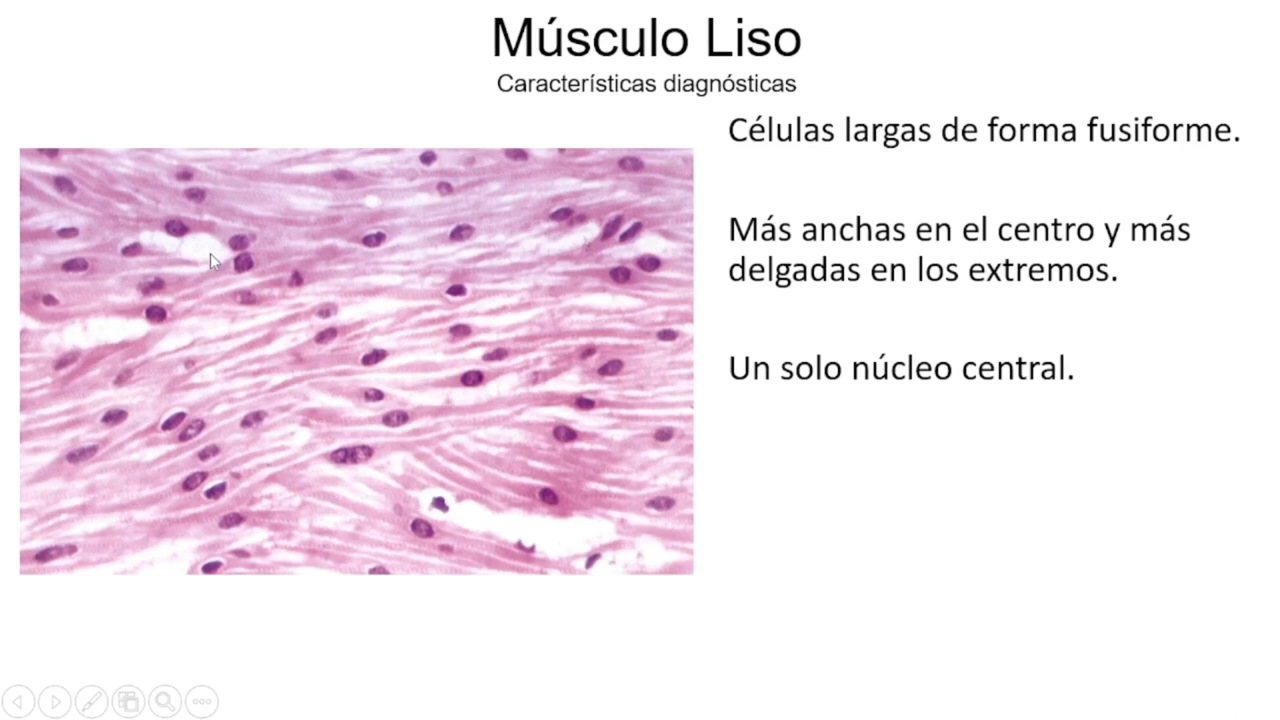 Músculo Liso
Características diagnósticas
Células largas de forma fusiforme.
Más anchas en el centro y más
delgadas en los extremos.
Un solo núcleo central.